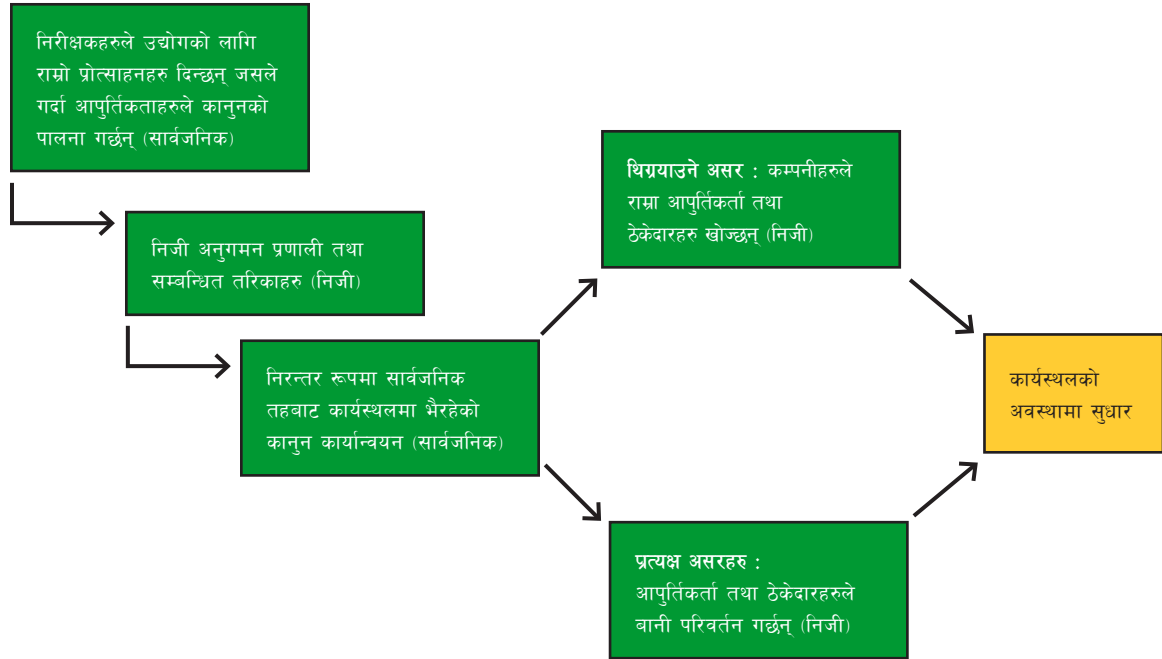 निरीक्षकहरुले उद्योगको लागि
राम्रो प्रोत्साहनहरु दिन्छन् जसले
गर्दा आपुर्तिकताहरुले कानुनको
पालना गर्छन् (सार्वजनिक)
निजी अनुगमन प्रणाली तथा
सम्बन्धित तरिकाहरु (निजी)
निरन्तर रूपमा सार्वजनिक
तहबाट कार्यस्थलमा भैरहेको
कानुन कार्यान्वयन (सार्वजनिक)
थिग्रयाउने असर : कम्पनीहरुले
राम्रा आपुर्तिकर्ता तथा
ठेकेदारहरु खोज्छन् (निजी)
प्रत्यक्ष असरहरु :
आपुर्तिकर्ता तथा ठेकेदारहरुले
बानी परिवर्तन गर्छन् (निजी)
कार्यस्थलको
अवस्थामा सुधार